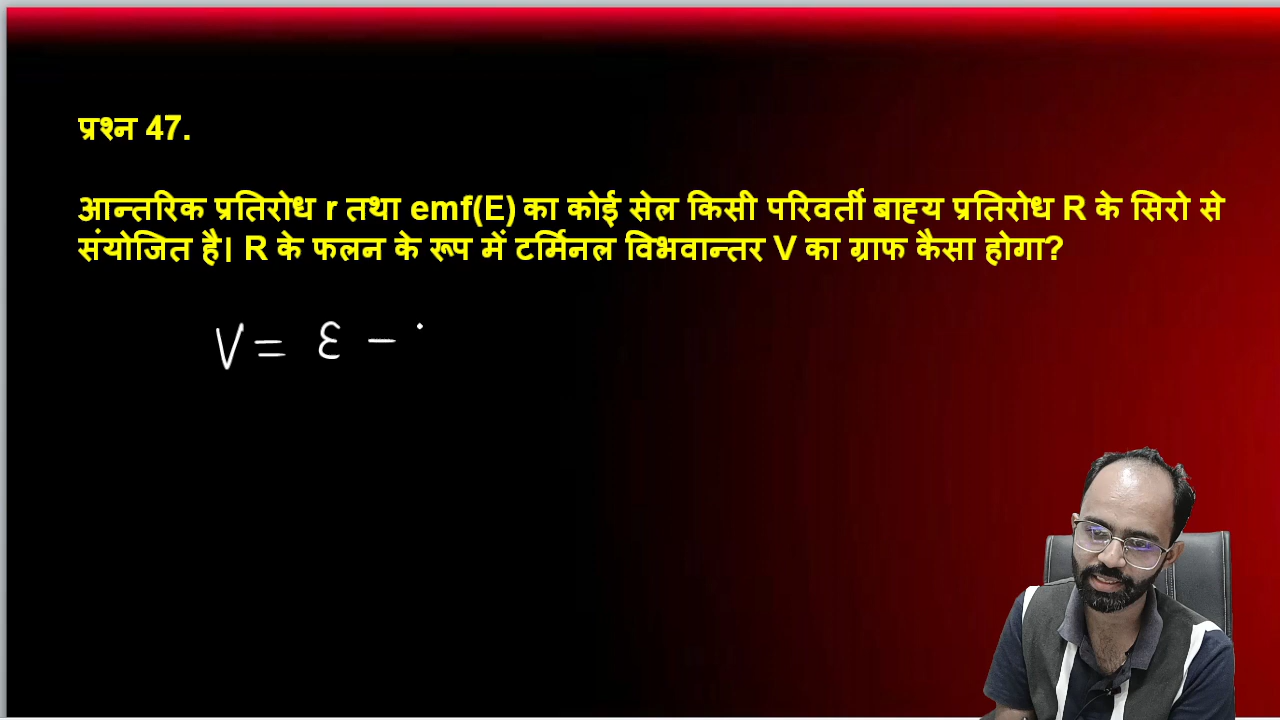 प्रश्न 47.
आन्तरिक प्रतिरोध r तथा emf(E) का कोई सेल किसी परिवर्ती बाह्य प्रतिरोध R के सिरो से
संयोजित है। R के फलन के रूप में टर्मिनल विभवान्तर V का ग्राफ कैसा होगा?
V = ε -